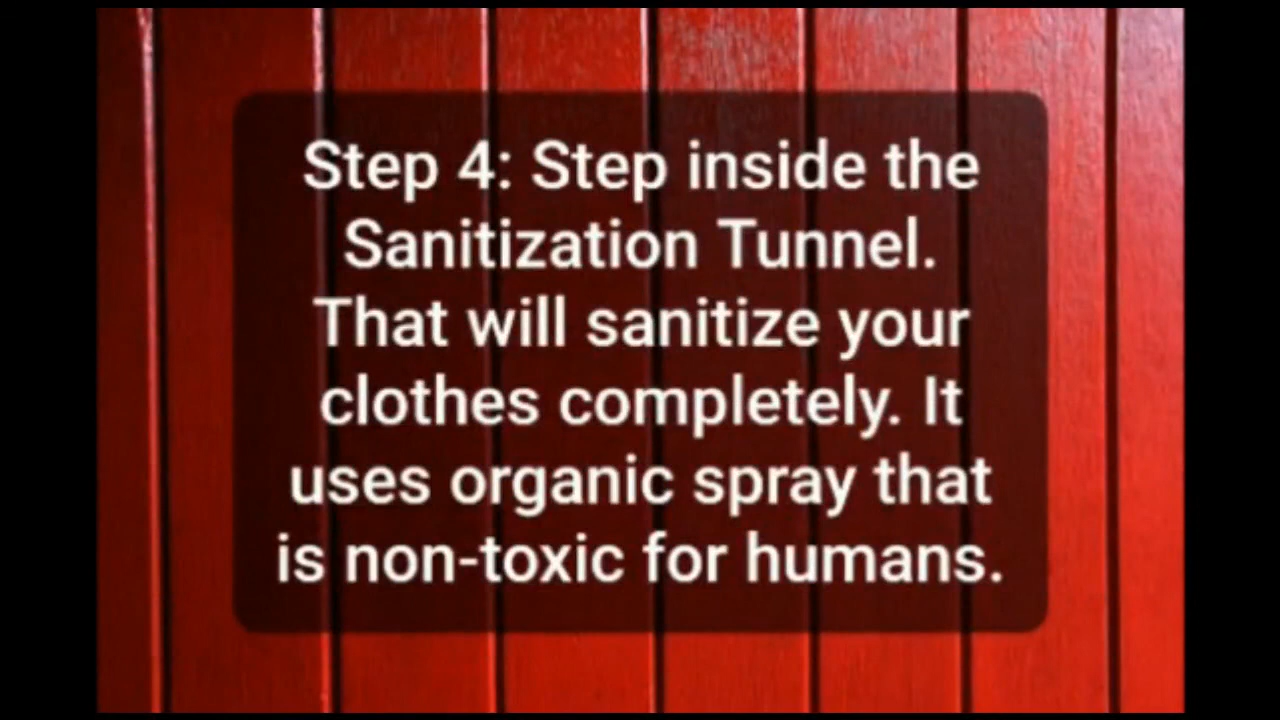 Step 4: Step inside the
Sanitization Tunnel.
That will sanitize your
clothes completely. It
uses organic spray that
is non-toxic for humans.